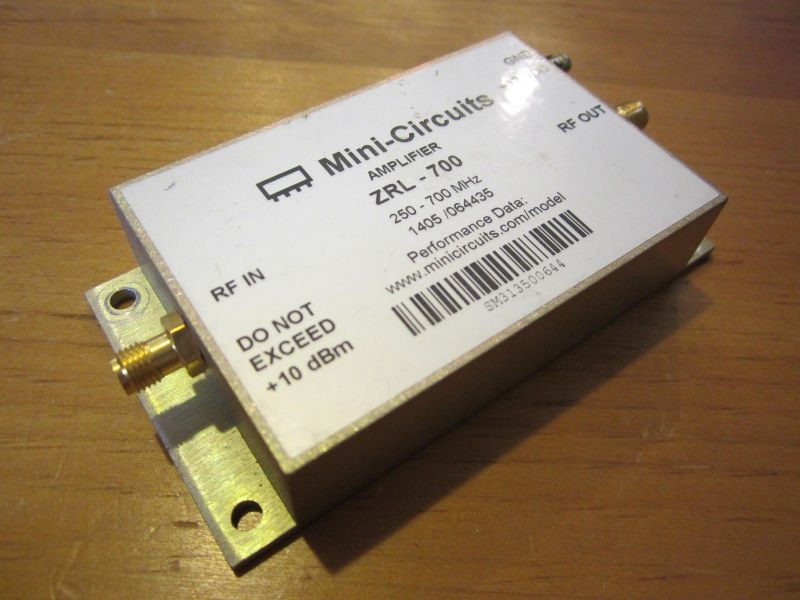 GND
RF OUT
Mini-Circuits
AMPLIFIER
ZRL - 700
250 - 700 MHz
1405 /064435
Performance Data:
www.minicircuits.com/model
SM313500644
RF IN
DO NOT
EXCEED
+10 dBm